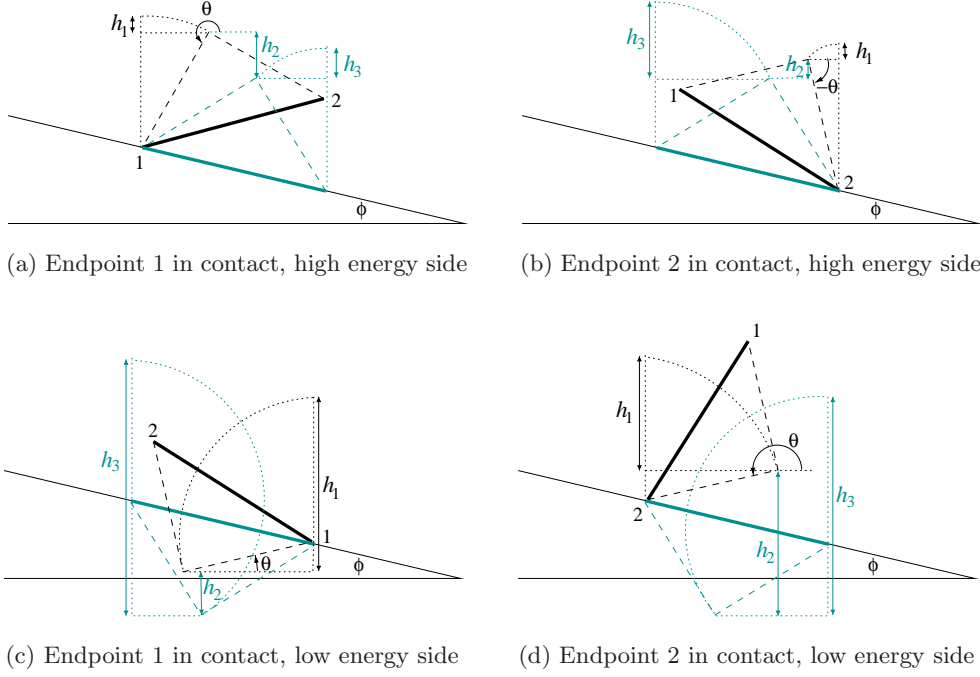 θ
h₁
h₂
h₃
2
1
ϕ
(a) Endpoint 1 in contact, high energy side
h₃
h₁
h₂
−θ
1
2
ϕ
(b) Endpoint 2 in contact, high energy side
2
h₃
h₁
1
θ
h₂
ϕ
(c) Endpoint 1 in contact, low energy side
1
h₁
θ
h₃
2
h₂
ϕ
(d) Endpoint 2 in contact, low energy side